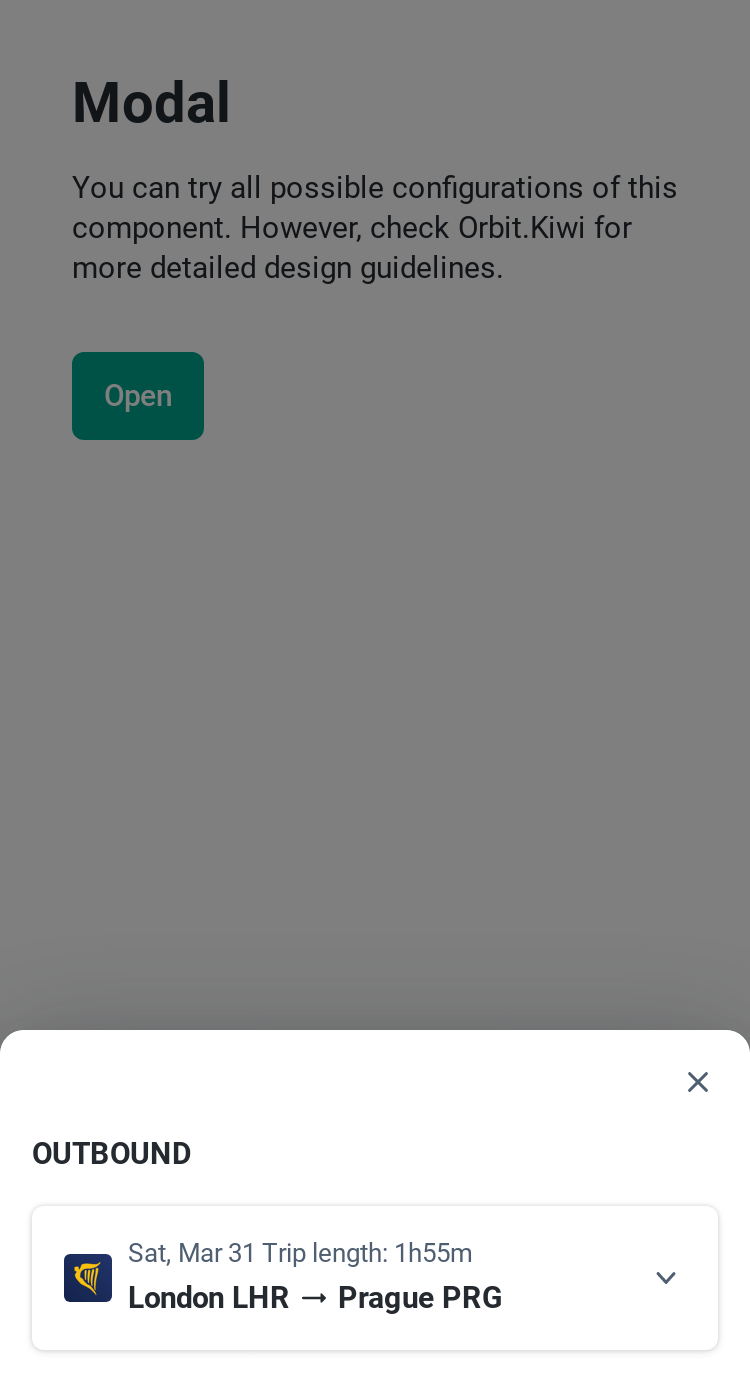 Modal
You can try all possible configurations of this
component. However, check Orbit.Kiwi for
more detailed design guidelines.
Open
OUTBOUND
Sat, Mar 31 Trip length: 1h55m
London LHR → Prague PRG